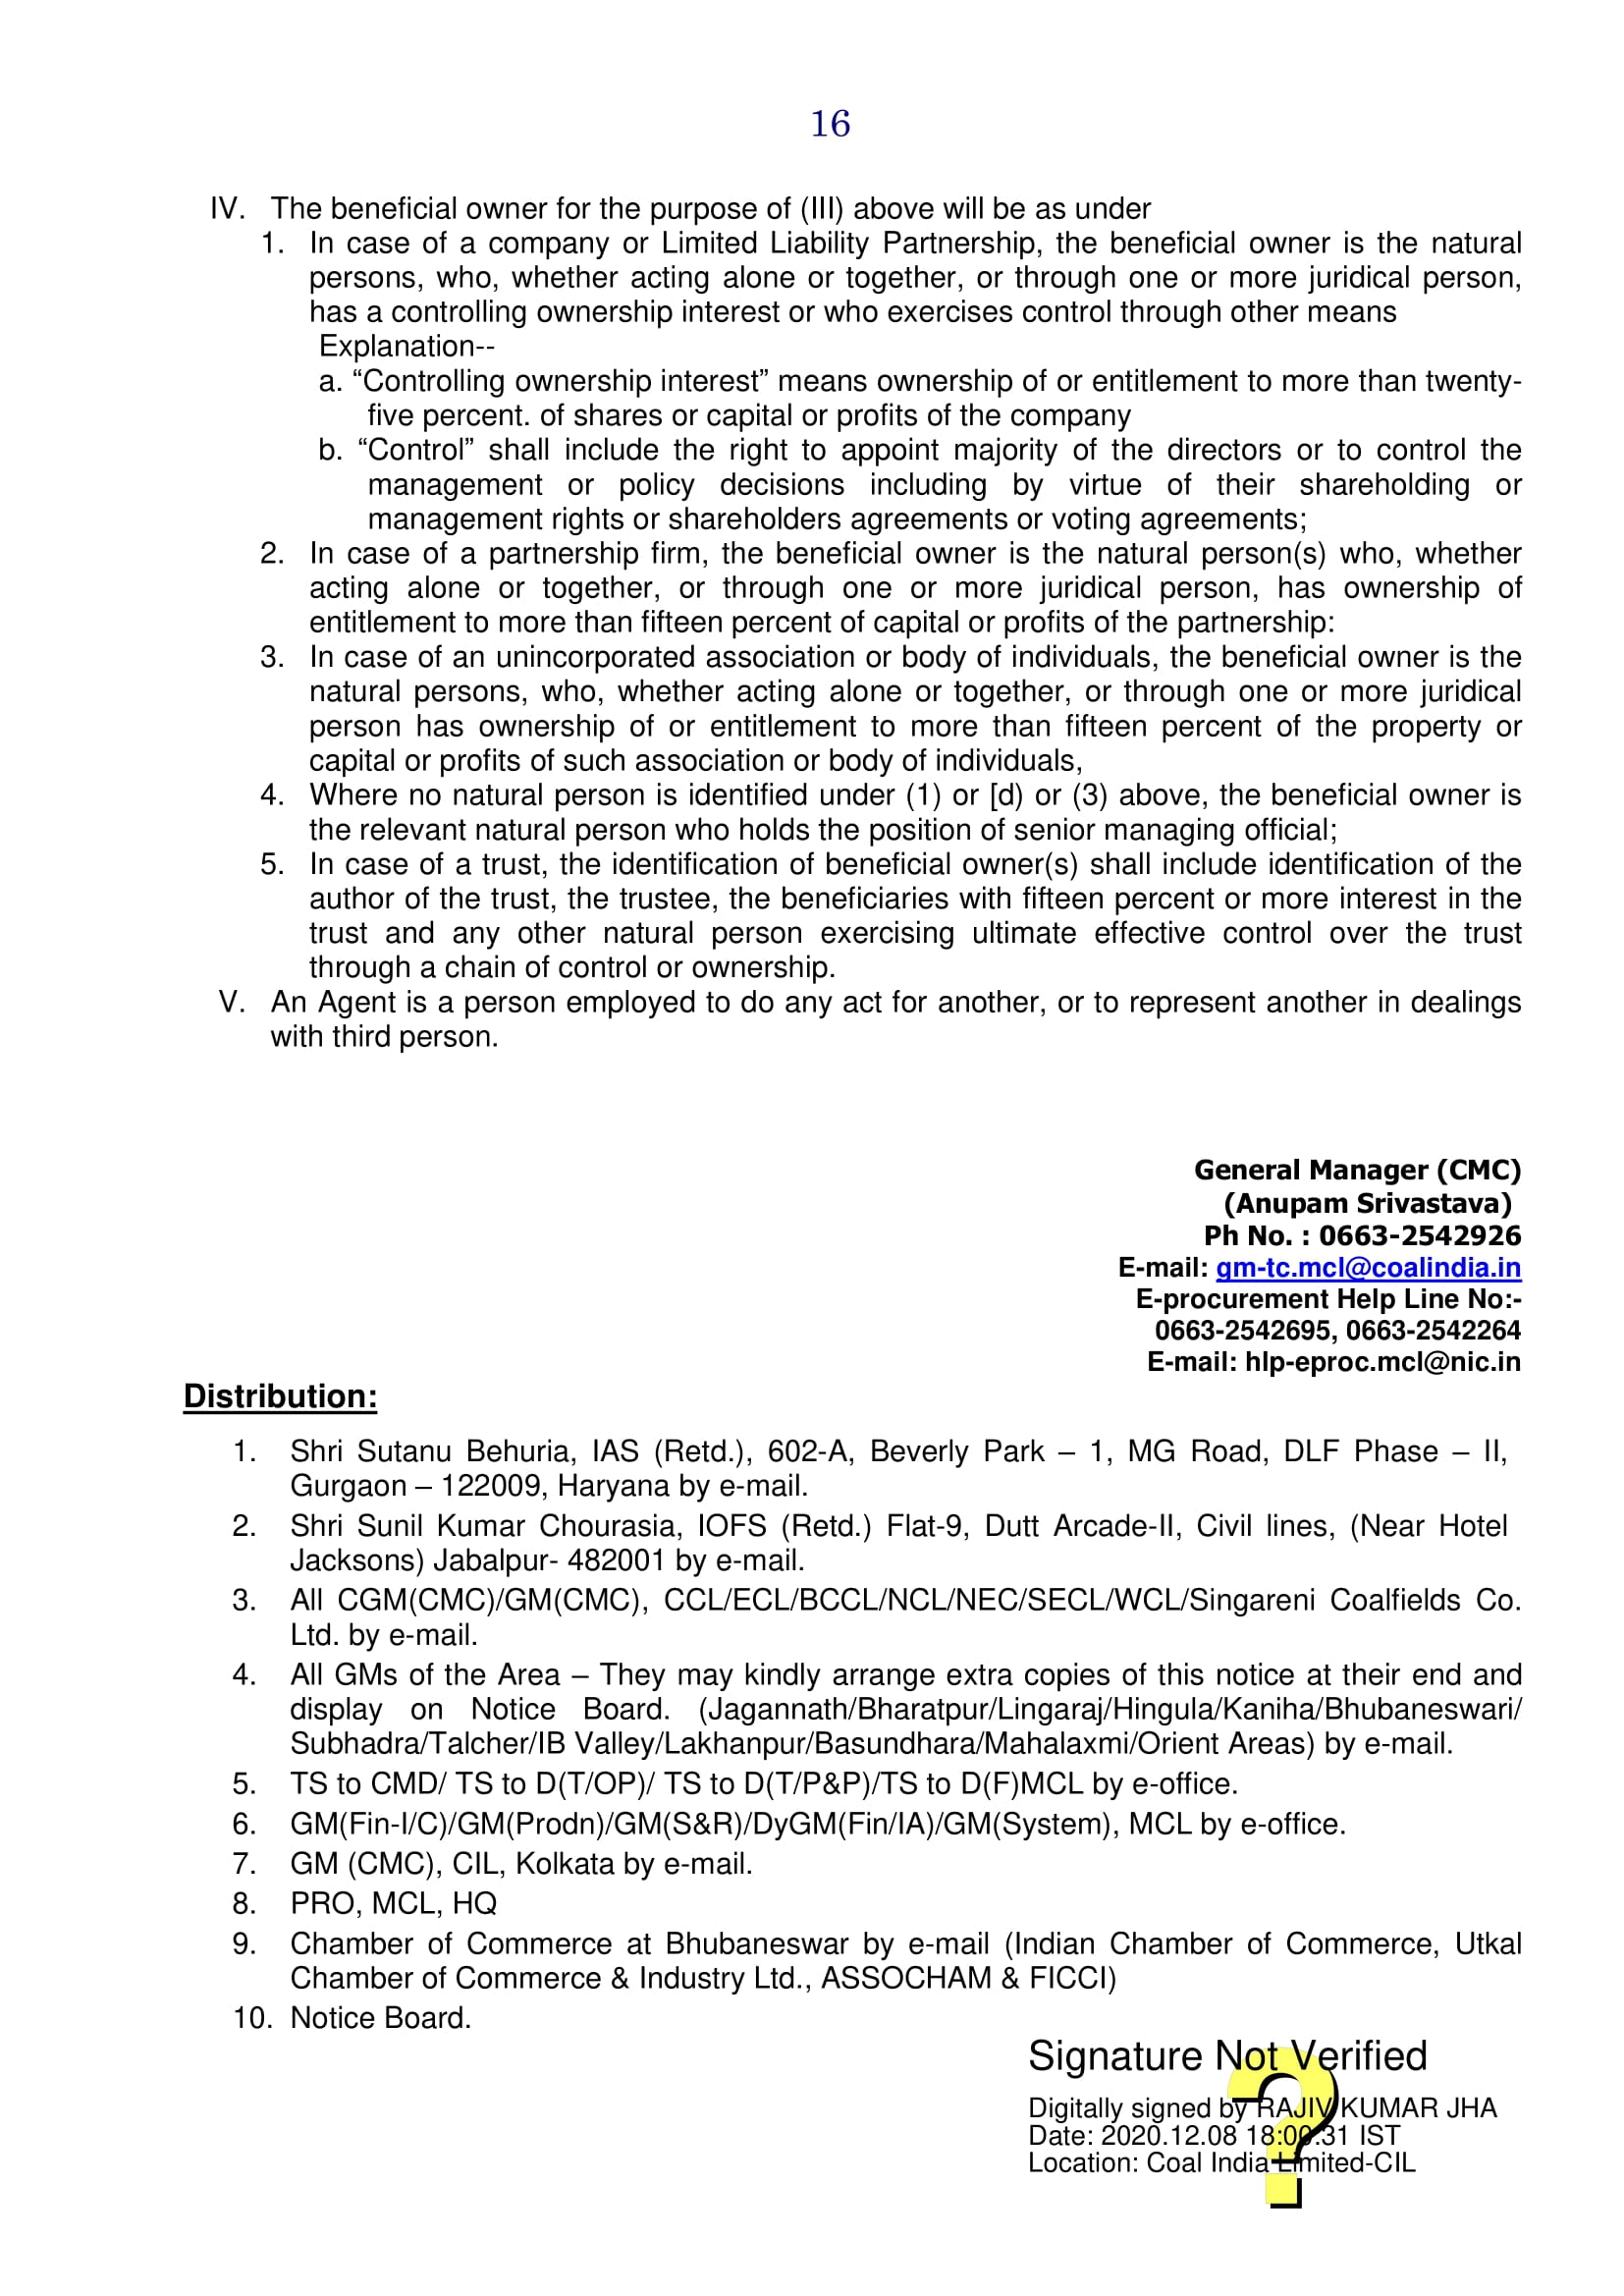 16
IV. The beneficial owner for the purpose of (III) above will be as under
1. In case of a company or Limited Liability Partnership, the beneficial owner is the natural
persons, who, whether acting alone or together, or through one or more juridical person,
has a controlling ownership interest or who exercises control through other means
Explanation--
a. “Controlling ownership interest” means ownership of or entitlement to more than twenty-
five percent. of shares or capital or profits of the company
b. “Control” shall include the right to appoint majority of the directors or to control the
management or policy decisions including by virtue of their shareholding or
management rights or shareholders agreements or voting agreements;
2. In case of a partnership firm, the beneficial owner is the natural person(s) who, whether
acting alone or together, or through one or more juridical person, has ownership of
entitlement to more than fifteen percent of capital or profits of the partnership:
3. In case of an unincorporated association or body of individuals, the beneficial owner is the
natural persons, who, whether acting alone or together, or through one or more juridical
person has ownership of or entitlement to more than fifteen percent of the property or
capital or profits of such association or body of individuals,
4. Where no natural person is identified under (1) or [d) or (3) above, the beneficial owner is
the relevant natural person who holds the position of senior managing official;
5. In case of a trust, the identification of beneficial owner(s) shall include identification of the
author of the trust, the trustee, the beneficiaries with fifteen percent or more interest in the
trust and any other natural person exercising ultimate effective control over the trust
through a chain of control or ownership.
V. An Agent is a person employed to do any act for another, or to represent another in dealings
with third person.
General Manager (CMC)
(Anupam Srivastava)
Ph No. : 0663-2542926
E-mail: gm-tc.mcl@coalindia.in
E-procurement Help Line No:-
0663-2542695, 0663-2542264
E-mail: hlp-eproc.mcl@nic.in
Distribution:
1. Shri Sutanu Behuria, IAS (Retd.), 602-A, Beverly Park – 1, MG Road, DLF Phase – II,
Gurgaon – 122009, Haryana by e-mail.
2. Shri Sunil Kumar Chourasia, IOFS (Retd.) Flat-9, Dutt Arcade-II, Civil lines, (Near Hotel
Jacksons) Jabalpur- 482001 by e-mail.
3. All CGM(CMC)/GM(CMC), CCL/ECL/BCCL/NCL/NEC/SECL/WCL/Singareni Coalfields Co.
Ltd. by e-mail.
4. All GMs of the Area – They may kindly arrange extra copies of this notice at their end and
display on Notice Board. (Jagannath/Bharatpur/Lingaraj/Hingula/Kaniha/Bhubaneswari/
Subhadra/Talcher/IB Valley/Lakhanpur/Basundhara/Mahalaxmi/Orient Areas) by e-mail.
5. TS to CMD/ TS to D(T/OP)/ TS to D(T/P&P)/TS to D(F)MCL by e-office.
6. GM(Fin-I/C)/GM(Prodn)/GM(S&R)/DyGM(Fin/IA)/GM(System), MCL by e-office.
7. GM (CMC), CIL, Kolkata by e-mail.
8. PRO, MCL, HQ
9. Chamber of Commerce at Bhubaneswar by e-mail (Indian Chamber of Commerce, Utkal
Chamber of Commerce & Industry Ltd., ASSOCHAM & FICCI)
10. Notice Board.
Signature Not Verified
Digitally signed by RAJIV KUMAR JHA
Date: 2020.12.08 18:00:31 IST
Location: Coal India Limited-CIL